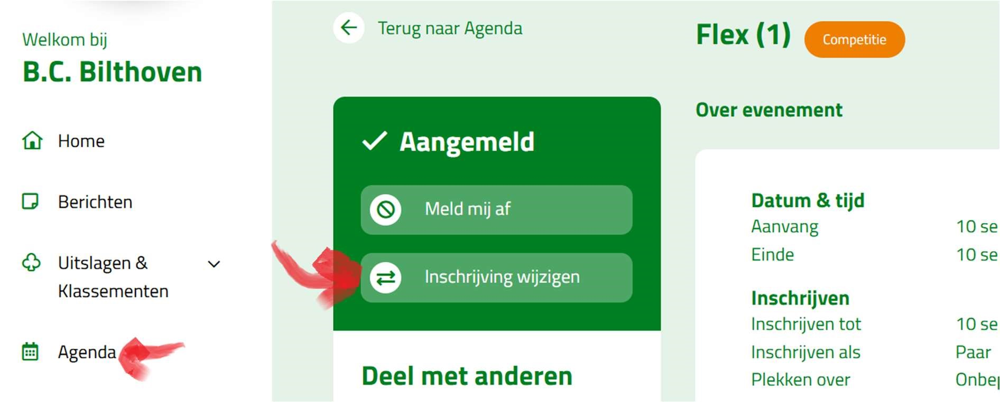 Welkom bij
B.C. Bilthoven
Home
Berichten
Uitslagen &
Klassementen
Agenda
Terug naar Agenda
Aangemeld
Meld mij af
Inschrijving wijzigen
Deel met anderen
Flex (1)
Competitie
Over evenement
Datum & tijd
Aanvang 10 se
Einde 10 se
Inschrijven
Inschrijven tot 10 se
Inschrijven als Paar
Plekken over Onbep